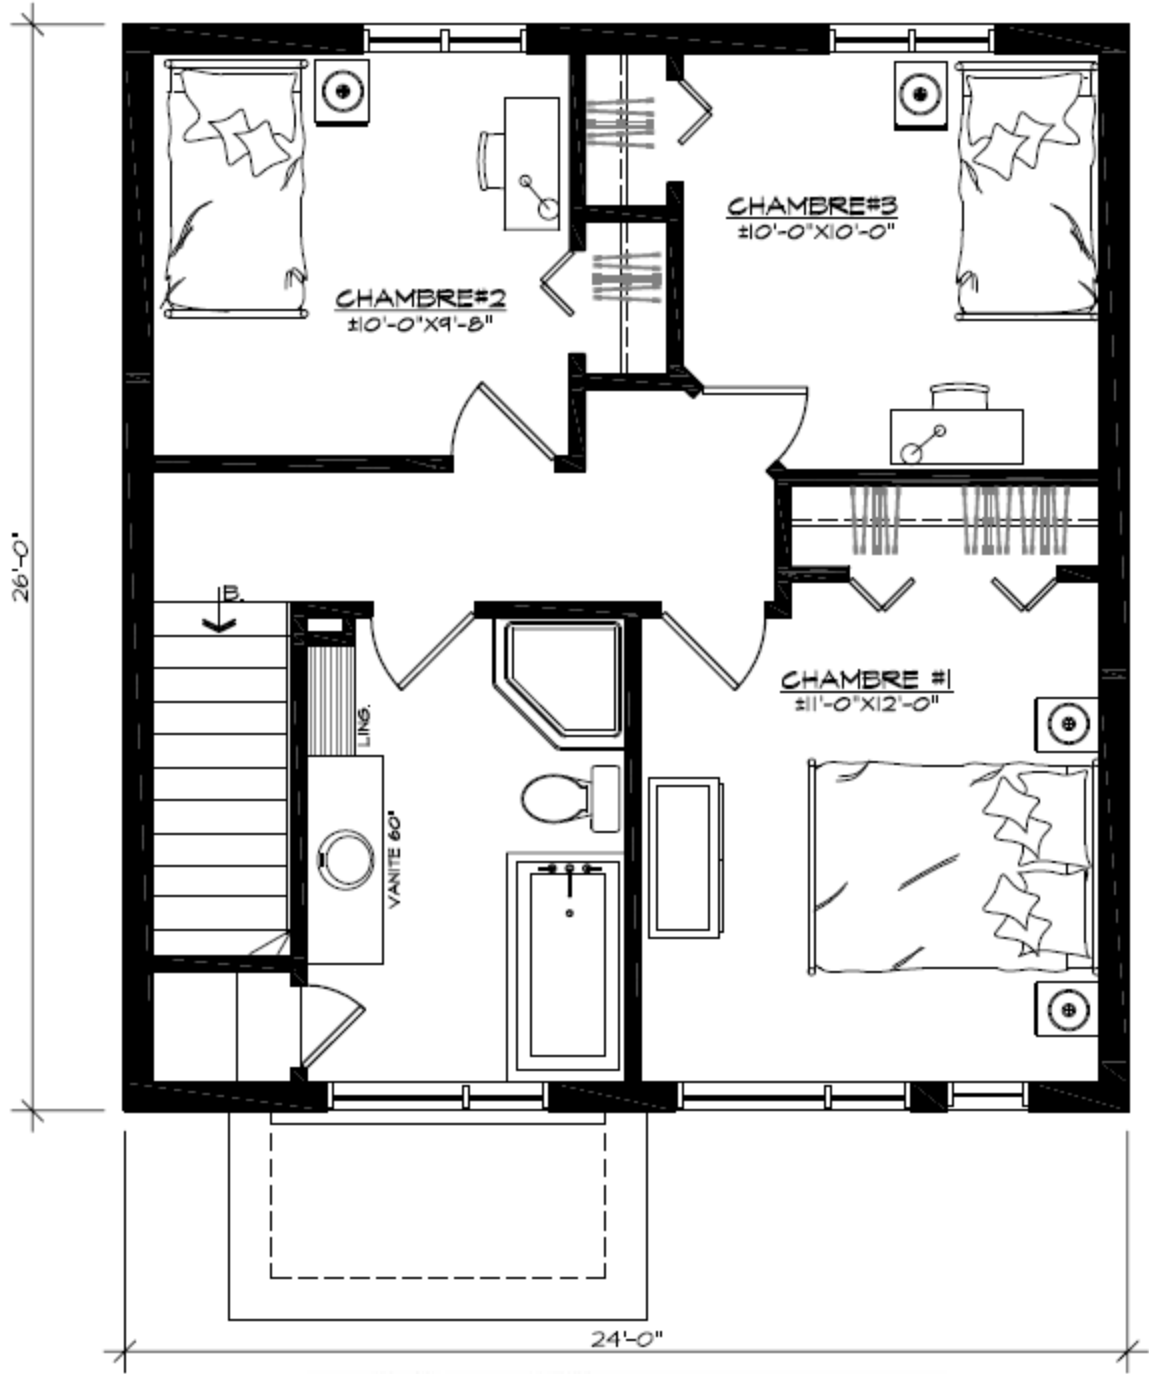 CHAMBRE#3
±10'-0"X10'-0"
CHAMBRE#2
±10'-0"X9'-8"
26'-0"
B.
CHAMBRE #1
±11'-0"X12'-0"
LING.
VANITE 60"
24'-0"